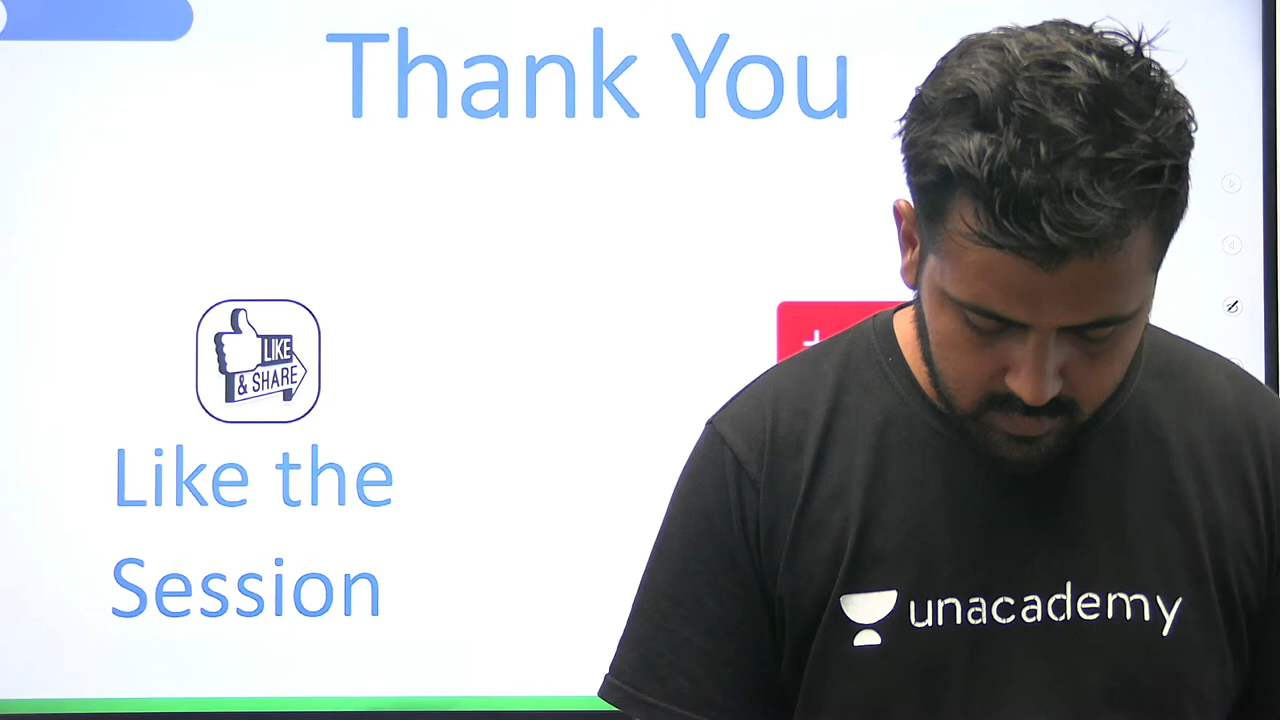 Thank You
LIKE
& SHARE
Like the
Session
unacademy